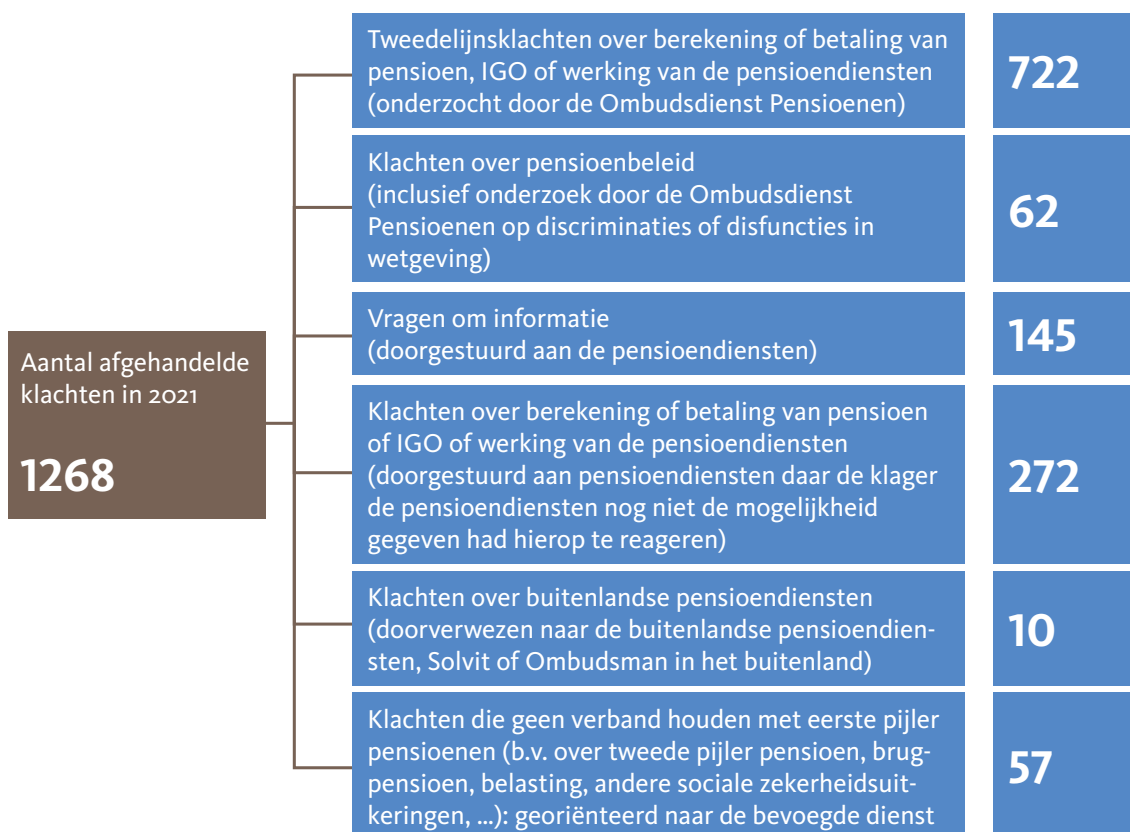 Tweedelijnsklachten over berekening of betaling van
pensioen, IGO of werking van de pensioendiensten
(onderzocht door de Ombudsdienst Pensioenen)
722
Klachten over pensioenbeleid
(inclusief onderzoek door de Ombudsdienst
Pensioenen op discriminaties of disfuncties in
wetgeving)
62
Vragen om informatie
(doorgestuurd aan de pensioendiensten)
145
Aantal afgehandelde
klachten in 2021
1268
Klachten over berekening of betaling van pensioen
of IGO of werking van de pensioendiensten
(doorgestuurd aan pensioendiensten daar de klager
de pensioendiensten nog niet de mogelijkheid
gegeven had hierop te reageren)
272
Klachten over buitenlandse pensioendiensten
(doorverwezen naar de buitenlandse pensioendien-
sten, Solvit of Ombudsman in het buitenland)
10
Klachten die geen verband houden met eerste pijler
pensioenen (b.v. over tweede pijler pensioen, brug-
pensioen, belasting, andere sociale zekerheidsuit-
keringen, ...): georiënteerd naar de bevoegde dienst
57